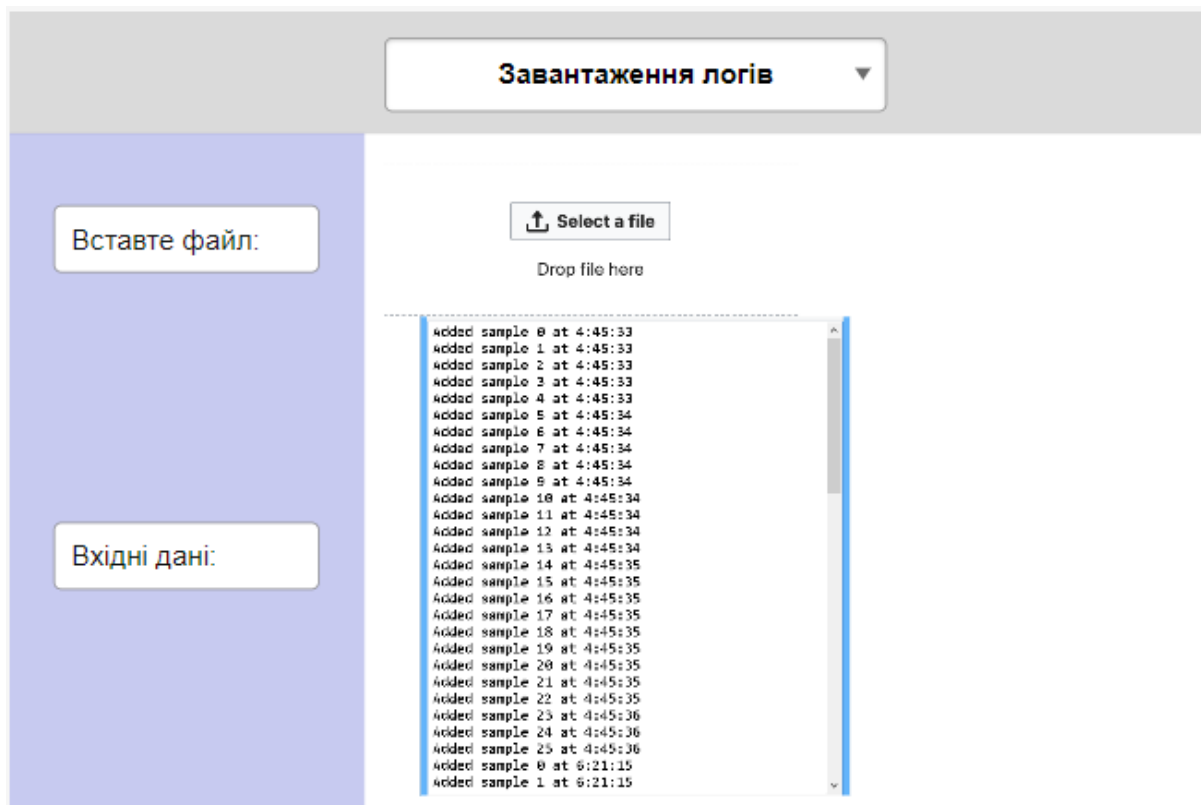 Завантаження логів
Вставте файл:
Select a file
Drop file here
Вхідні дані:
Added sample 0 at 4:45:33
Added sample 1 at 4:45:33
Added sample 2 at 4:45:33
Added sample 3 at 4:45:33
Added sample 4 at 4:45:33
Added sample 5 at 4:45:34
Added sample 6 at 4:45:34
Added sample 7 at 4:45:34
Added sample 8 at 4:45:34
Added sample 9 at 4:45:34
Added sample 10 at 4:45:34
Added sample 11 at 4:45:34
Added sample 12 at 4:45:34
Added sample 13 at 4:45:34
Added sample 14 at 4:45:35
Added sample 15 at 4:45:35
Added sample 16 at 4:45:35
Added sample 17 at 4:45:35
Added sample 18 at 4:45:35
Added sample 19 at 4:45:35
Added sample 20 at 4:45:35
Added sample 21 at 4:45:35
Added sample 22 at 4:45:35
Added sample 23 at 4:45:36
Added sample 24 at 4:45:36
Added sample 25 at 4:45:36
Added sample 0 at 6:21:15
Added sample 1 at 6:21:15